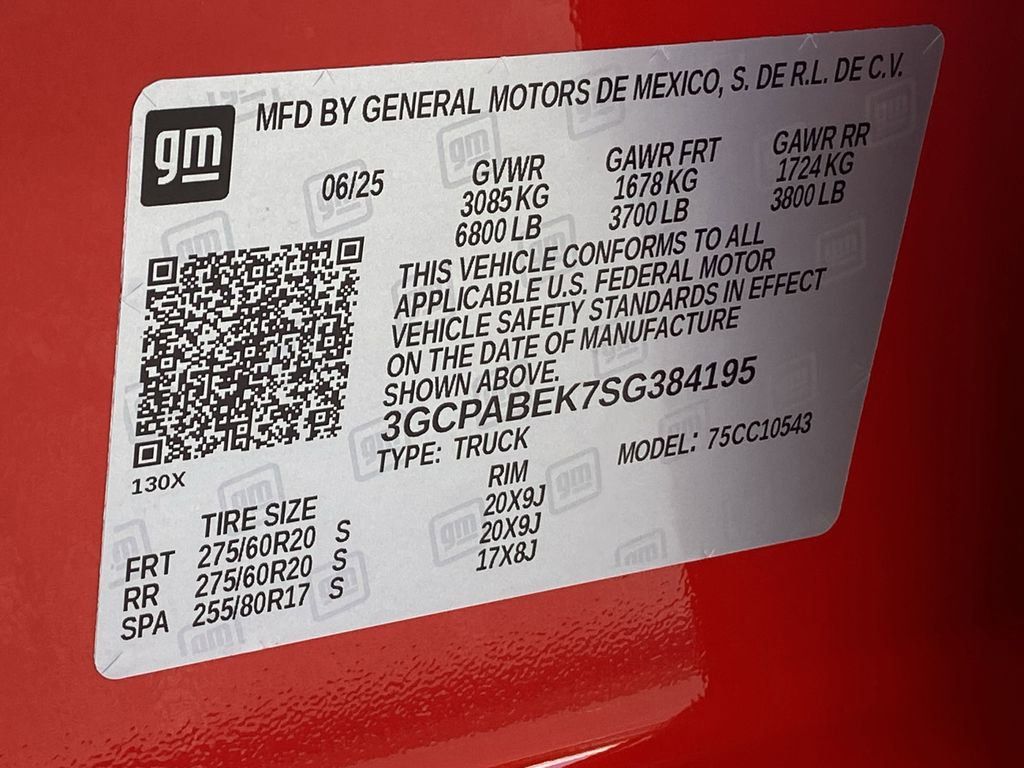 gm
MFD BY GENERAL MOTORS DE MEXICO, S. DE R.L. DE C.V.
06/25
GVWR GAWR FRT GAWR RR
3085 KG 1678 KG 1724 KG
6800 LB 3700 LB 3800 LB
THIS VEHICLE CONFORMS TO ALL
APPLICABLE U.S. FEDERAL MOTOR
VEHICLE SAFETY STANDARDS IN EFFECT
ON THE DATE OF MANUFACTURE
SHOWN ABOVE.
3GCPABEK7SG384195
TYPE: TRUCK MODEL: 75CC10543
130X
TIRE SIZE RIM
FRT 275/60R20 S 20X9J
RR 275/60R20 S 20X9J
SPA 255/80R17 S 17X8J